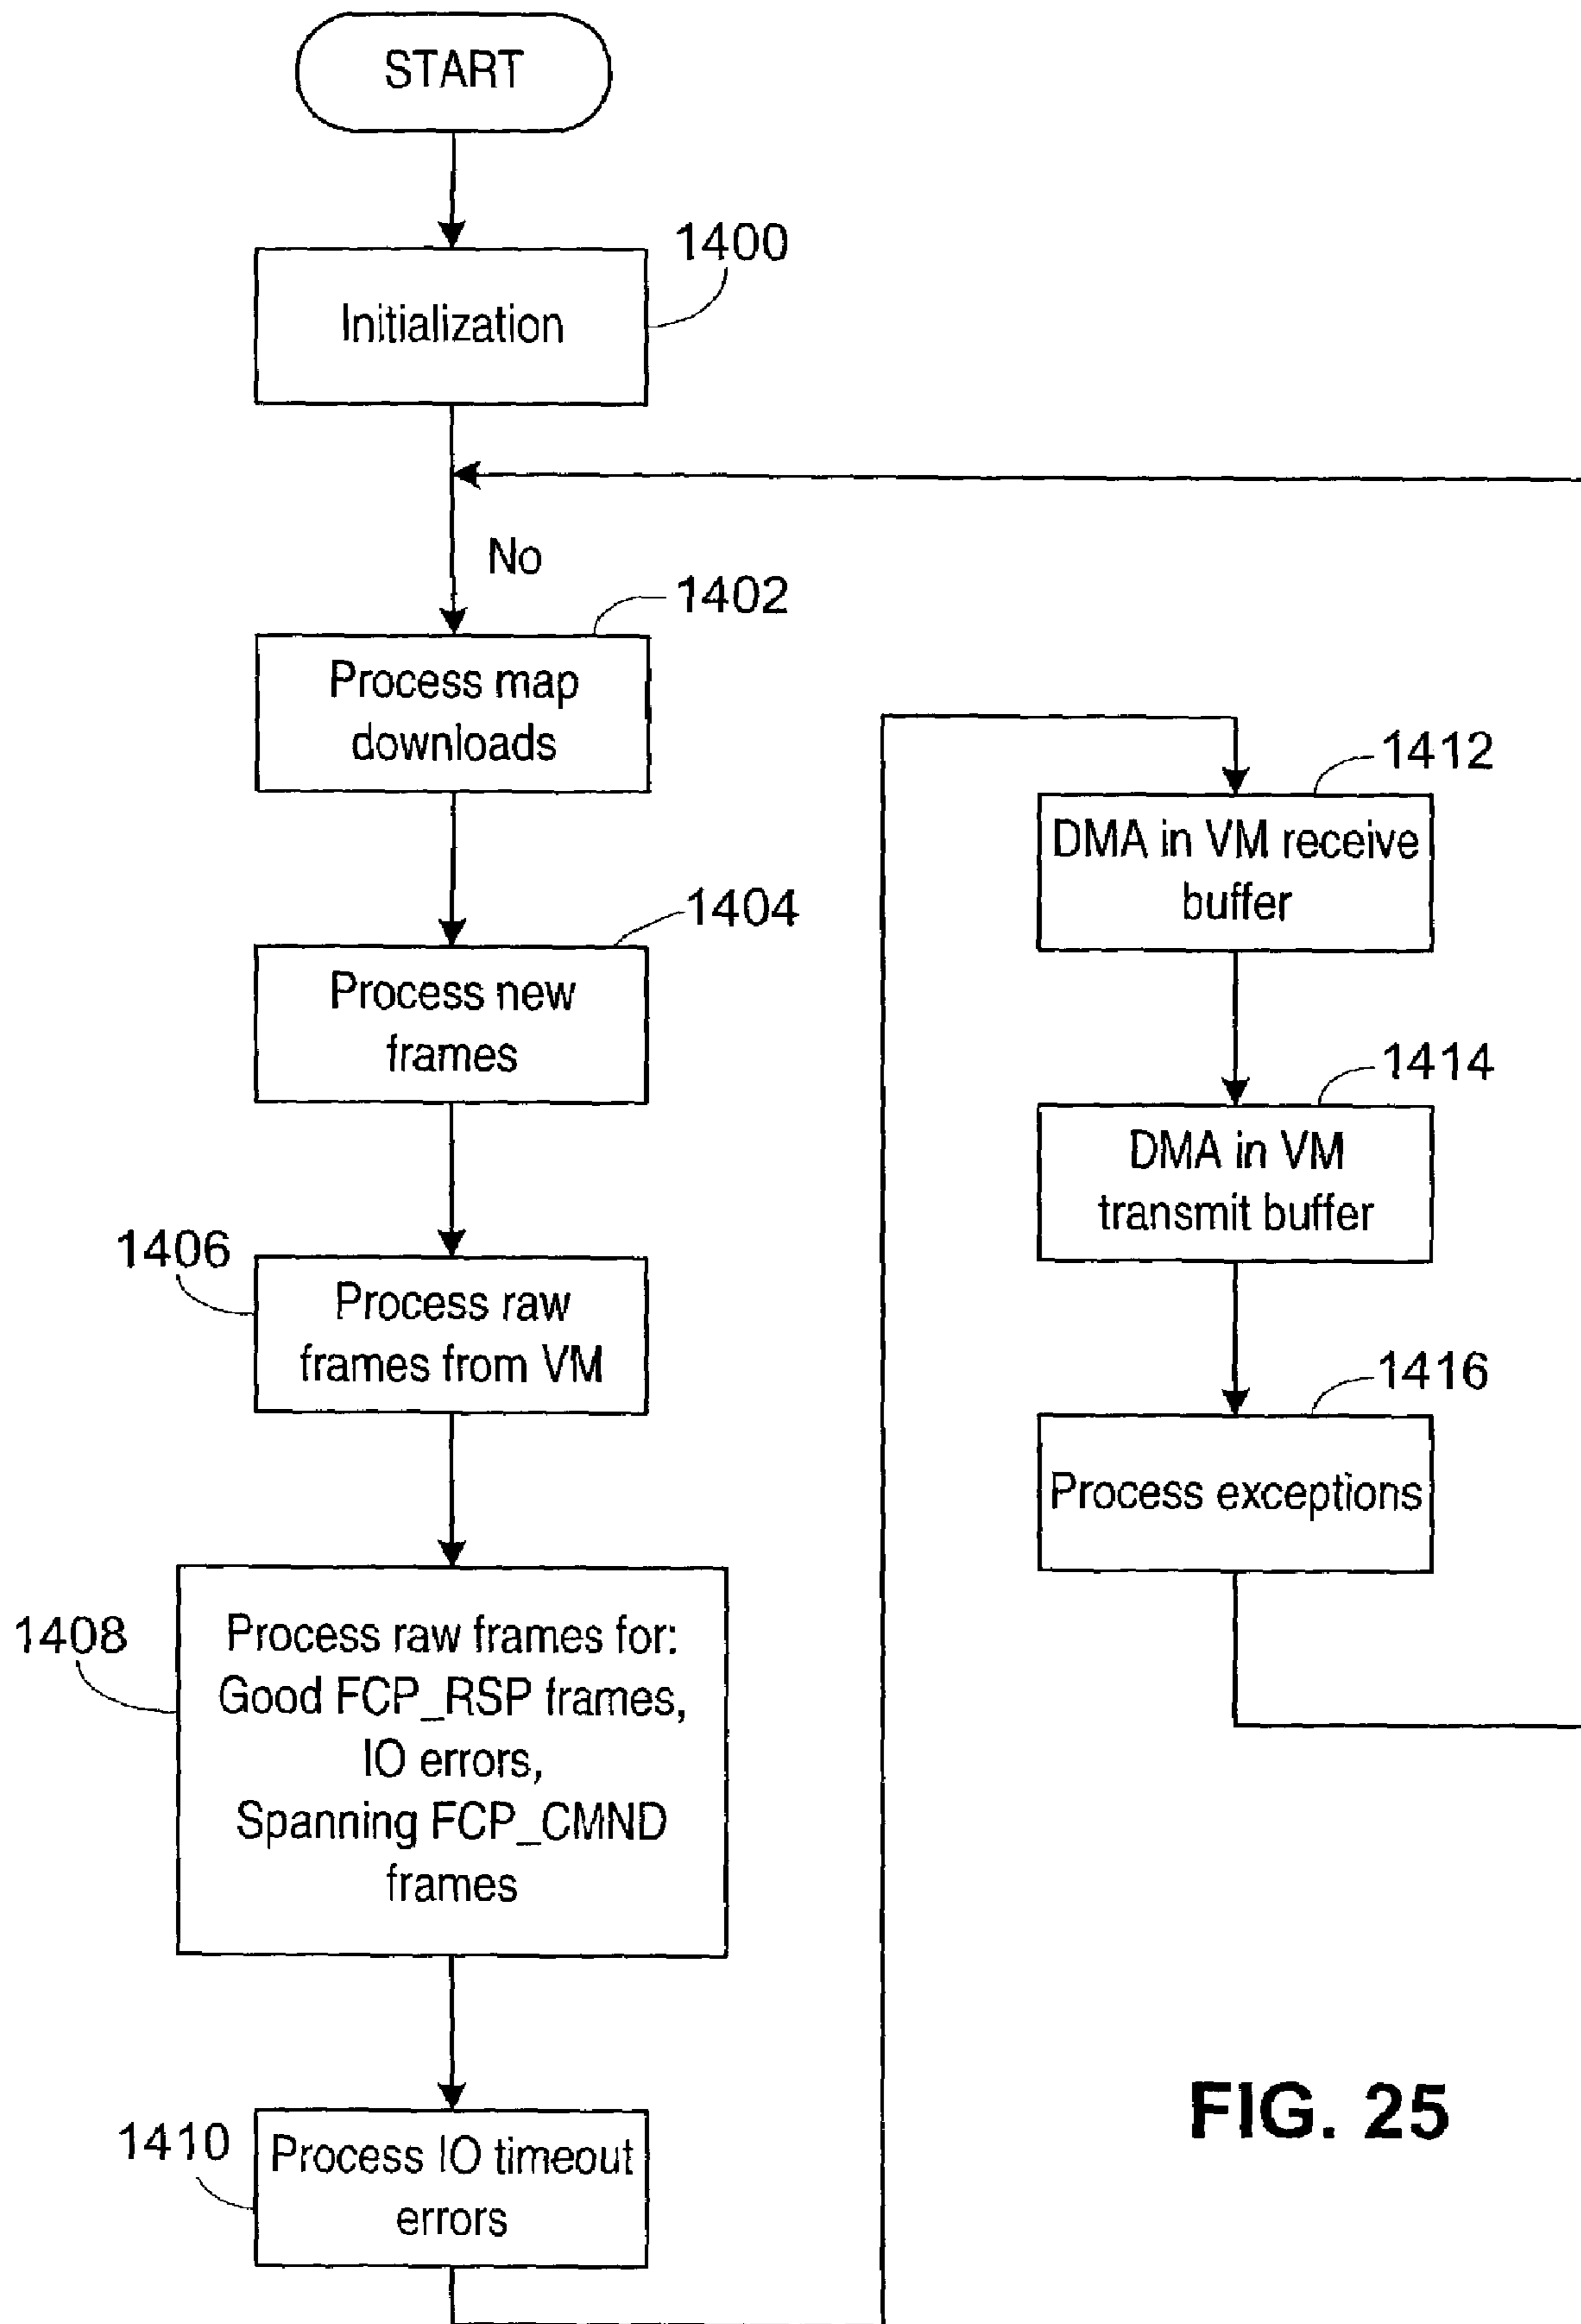 START
1400
Initialization
No
1402
Process map
downloads
1404
Process new
frames
1406
Process raw
frames from VM
1408
Process raw frames for:
Good FCP_RSP frames,
IO errors,
Spanning FCP_CMND
frames
1410
Process IO timeout
errors
1412
DMA in VM receive
buffer
1414
DMA in VM
transmit buffer
1416
Process exceptions
FIG. 25